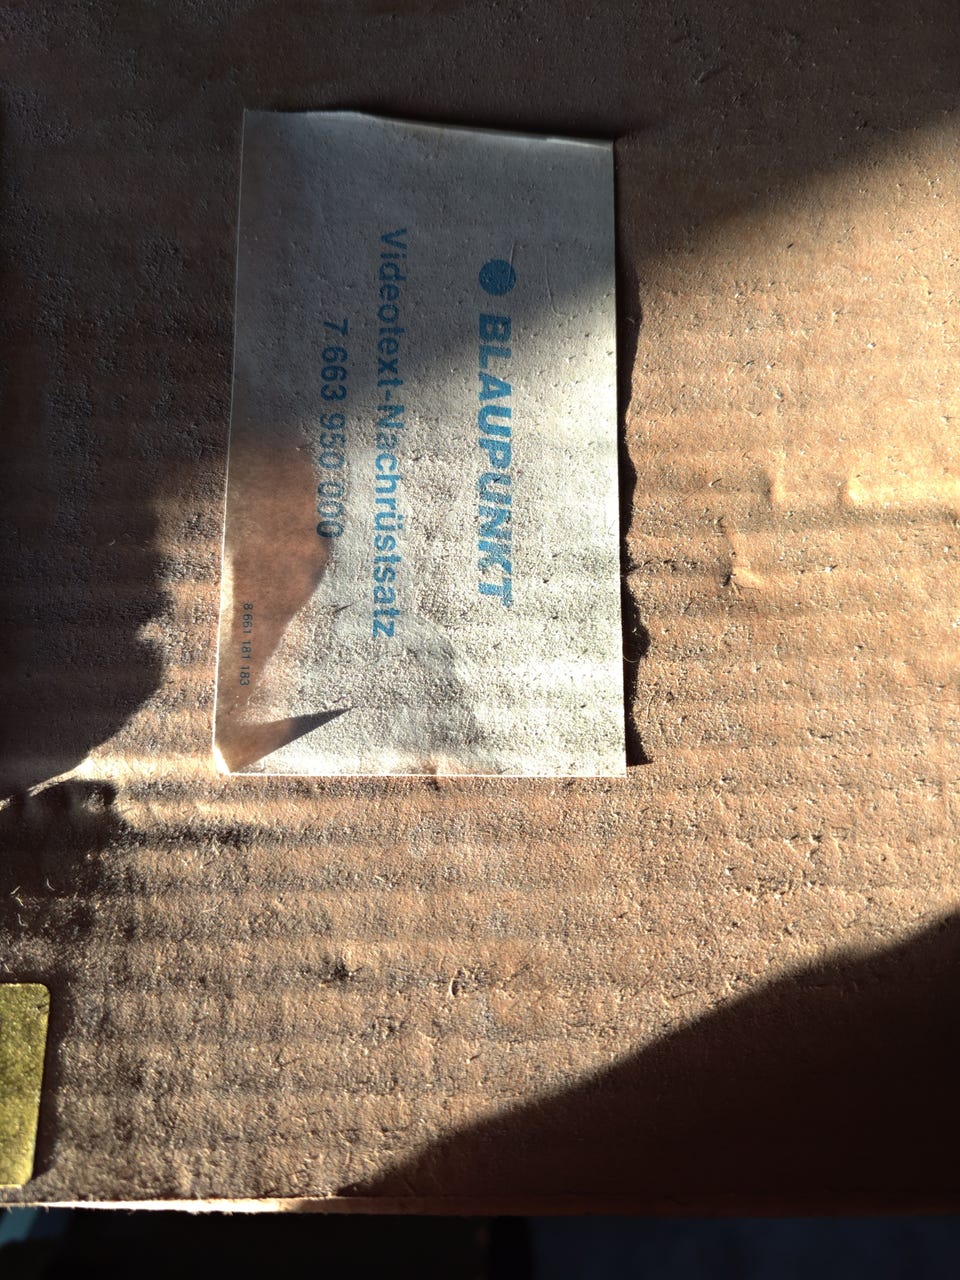 BLAUPUNKT
Videotext-Nachrüstsatz
7 663 950 000
8 661 181 183